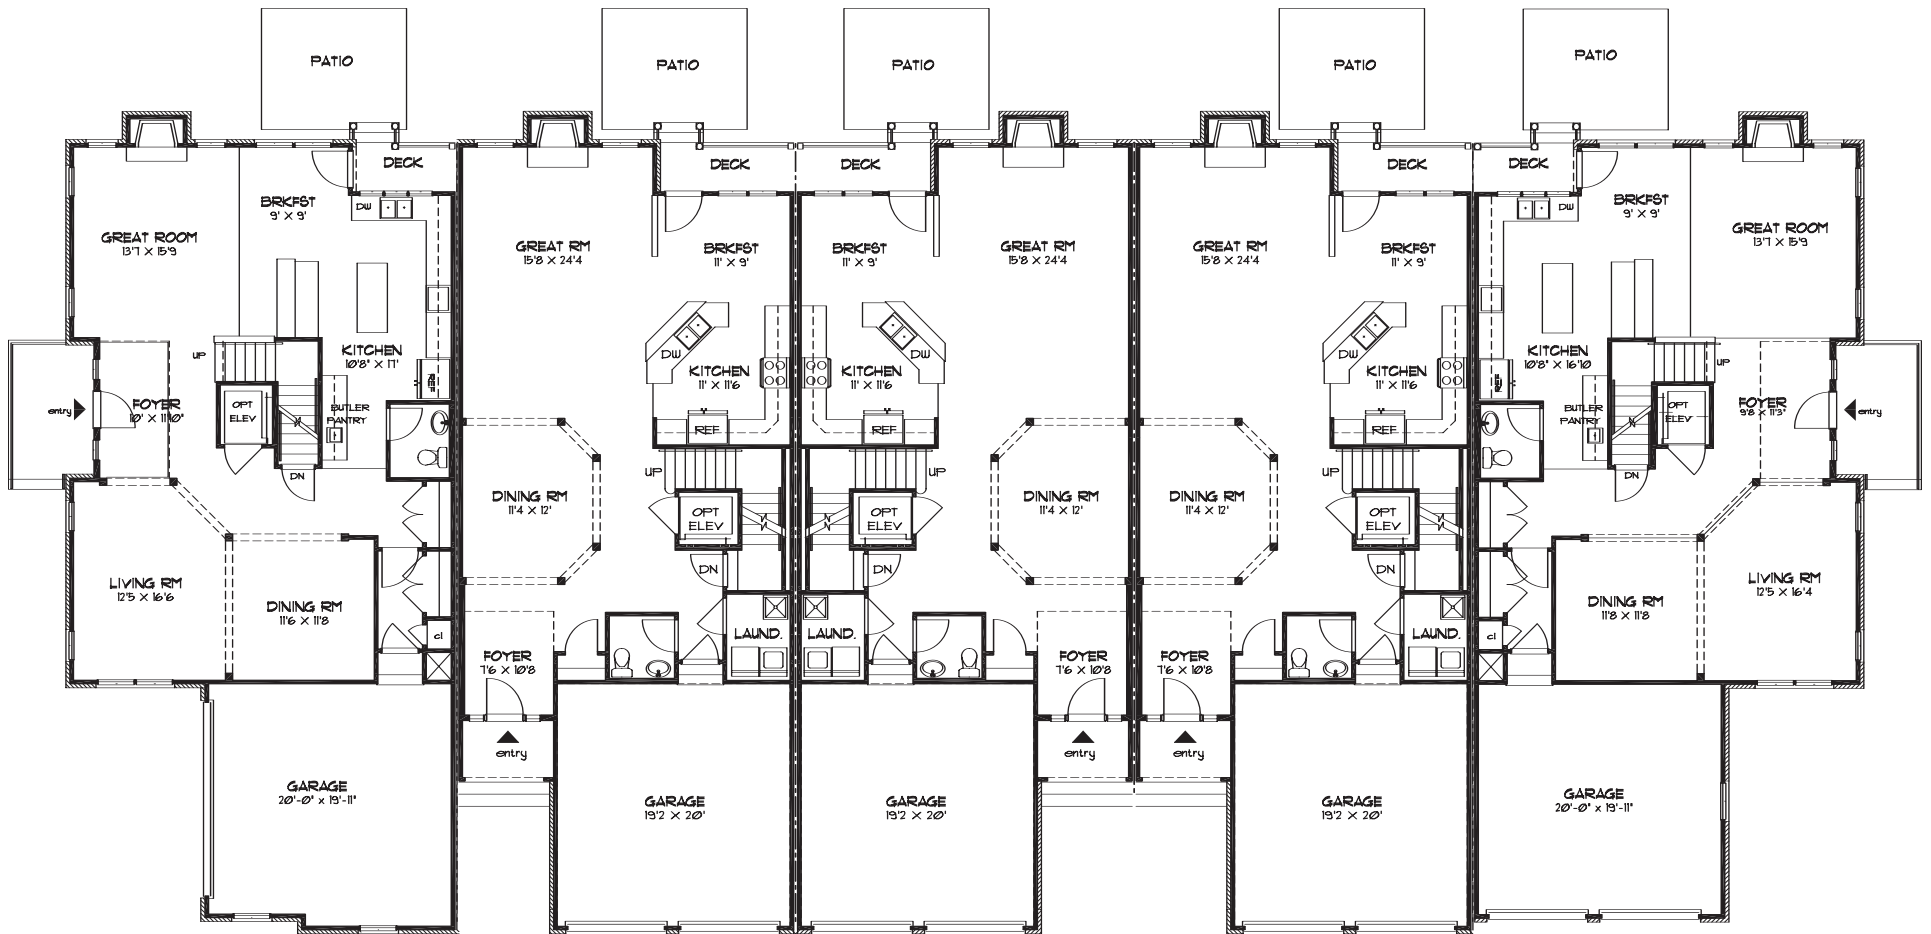 PATIO
PATIO
PATIO
PATIO
PATIO
DECK
BRKFST
9' X 9'
DW
GREAT ROOM
13'7 X 15'9
KITCHEN
10'8" X 17'
REF
UP
OPT
ELEV
entry
FOYER
BUTLER
PANTRY
DN
LIVING RM
12'5 X 16'6
DINING RM
11'6 X 11'8
cl
GARAGE
20'-0" x 19'-11"
DECK
GREAT RM
15'8 X 24'4
BRKFST
11' X 9'
DW
KITCHEN
11' X 11'6
REF
UP
DINING RM
11'4 X 12'
OPT
ELEV
DN
LAUND.
FOYER
7'6 X 10'8
entry
GARAGE
19'2 X 20'
DECK
BRKFST
11' X 9'
GREAT RM
15'8 X 24'4
DW
KITCHEN
11' X 11'6
REF
UP
OPT
ELEV
DINING RM
11'4 X 12'
DN
LAUND.
FOYER
7'6 X 10'8
entry
GARAGE
19'2 X 20'
DECK
GREAT RM
15'8 X 24'4
BRKFST
11' X 9'
DW
KITCHEN
11' X 11'6
REF
UP
DINING RM
11'4 X 12'
OPT
ELEV
DN
LAUND.
FOYER
7'6 X 10'8
entry
GARAGE
19'2 X 20'
DECK
DW
BRKFST
9' X 9'
GREAT ROOM
13'7 X 15'9
KITCHEN
10'8" X 16'10
REF
UP
BUTLER
PANTRY
OPT
ELEV
FOYER
9'8 X 11'3"
entry
DN
LIVING RM
12'5 X 16'4
DINING RM
11'8 X 11'8
cl
GARAGE
20'-0" x 19'-11"